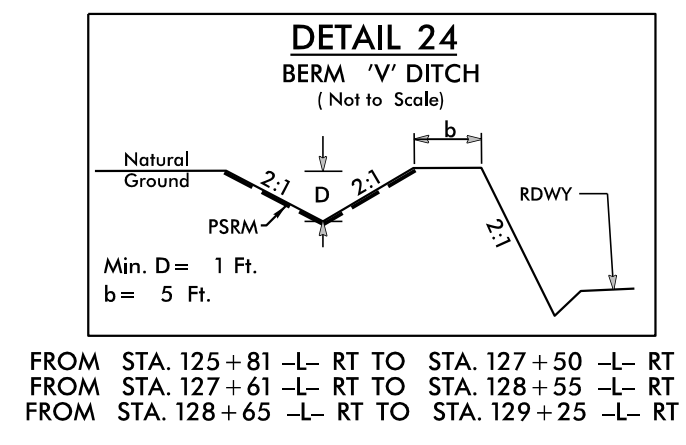 DETAIL 24
BERM 'V' DITCH
( Not to Scale)
b
Natural
Ground
2:1
D
2:1
RDWY
PSRM
2:1
Min. D= 1 Ft.
b= 5 Ft.
FROM STA. 125+81 -L- RT TO STA. 127+50 -L- RT
FROM STA. 127+61 -L- RT TO STA. 128+55 -L- RT
FROM STA. 128+65 -L- RT TO STA. 129+25 -L- RT